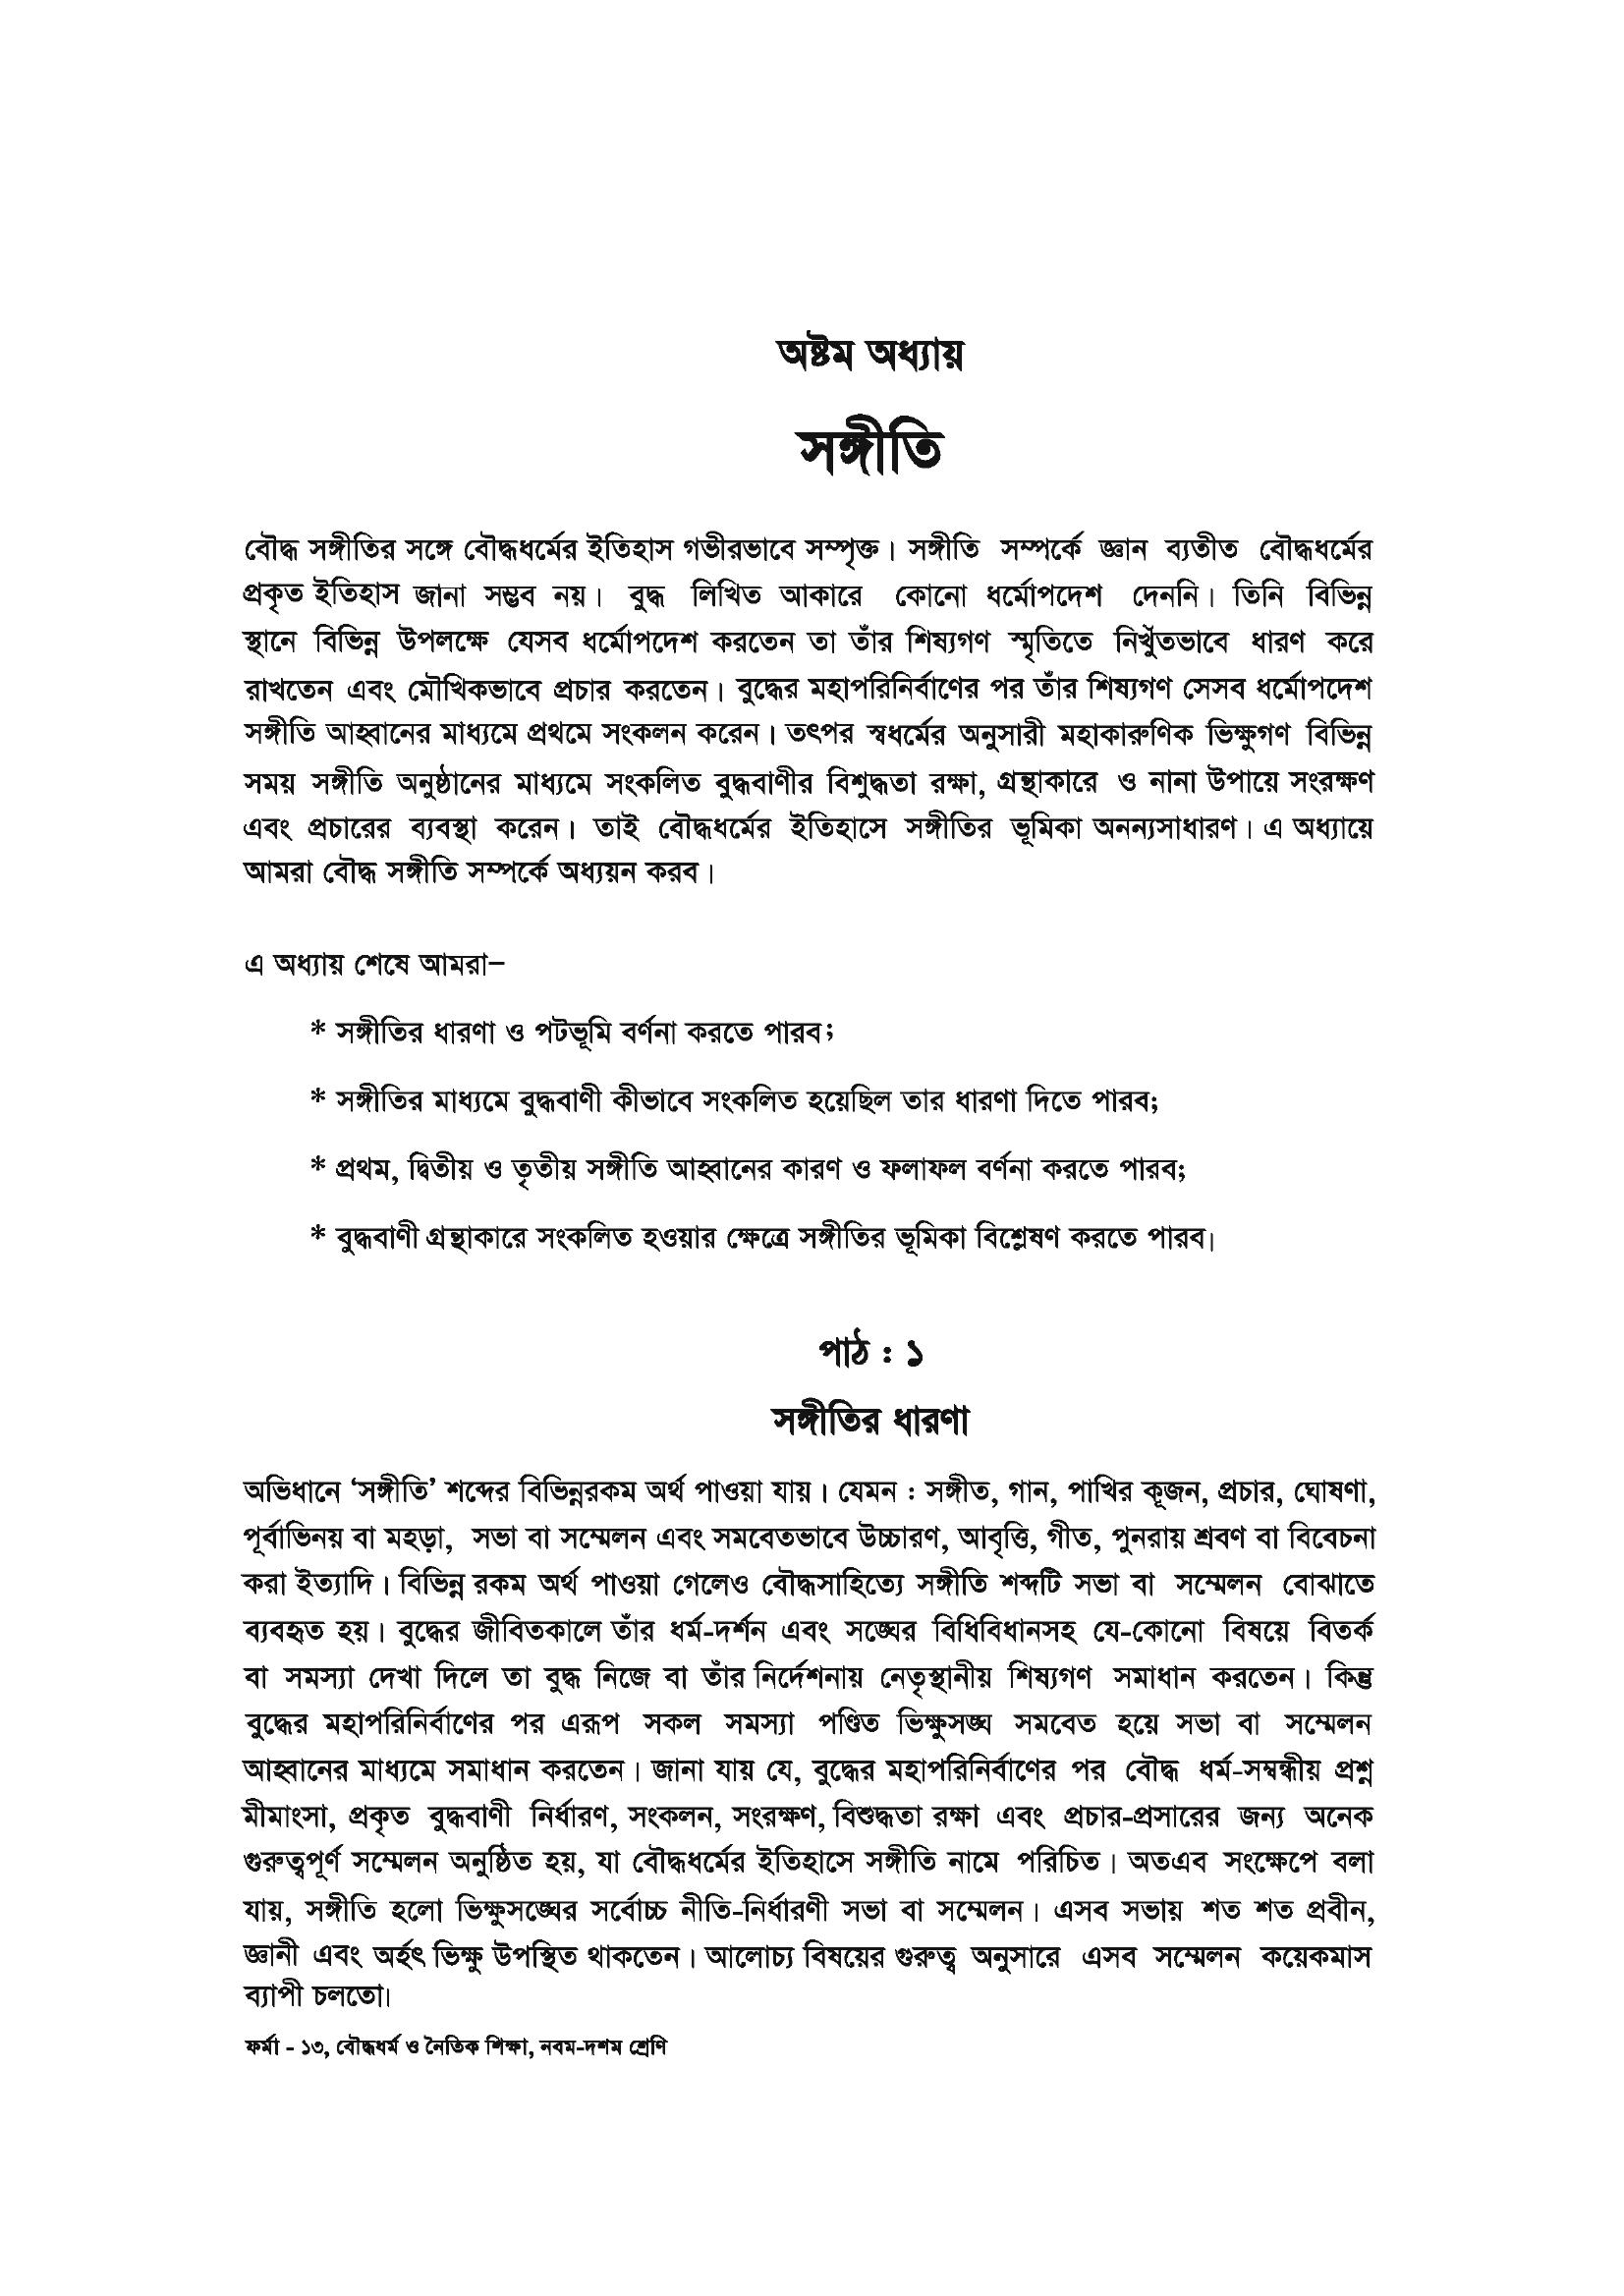 অষ্টম অধ্যায়
সঙ্গীতি
বৌদ্ধ সঙ্গীতির সঙ্গে বৌদ্ধধর্মের ইতিহাস গভীরভাবে সম্পৃক্ত। সঙ্গীতি সম্পর্কে জ্ঞান ব্যতীত বৌদ্ধধর্মের
প্রকৃত ইতিহাস জানা সম্ভব নয়। বুদ্ধ লিখিত আকারে কোনো ধর্মোপদেশ দেননি। তিনি বিভিন্ন
স্থানে বিভিন্ন উপলক্ষে যেসব ধর্মোপদেশ করতেন তা তাঁর শিষ্যগণ স্মৃতিতে নিখুঁতভাবে ধারণ করে
রাখতেন এবং মৌখিকভাবে প্রচার করতেন। বুদ্ধের মহাপরিনির্বাণের পর তাঁর শিষ্যগণ সেসব ধর্মোপদেশ
সঙ্গীতি আহ্বানের মাধ্যমে প্রথমে সংকলন করেন। তৎপর স্বধর্মের অনুসারী মহাকারুণিক ভিক্ষুগণ বিভিন্ন
সময় সঙ্গীতি অনুষ্ঠানের মাধ্যমে সংকলিত বুদ্ধবাণীর বিশুদ্ধতা রক্ষা, গ্রন্থাকারে ও নানা উপায়ে সংরক্ষণ
এবং প্রচারের ব্যবস্থা করেন। তাই বৌদ্ধধর্মের ইতিহাসে সঙ্গীতির ভূমিকা অনন্যসাধারণ। এ অধ্যায়ে
আমরা বৌদ্ধ সঙ্গীতি সম্পর্কে অধ্যয়ন করব।
এ অধ্যায় শেষে আমরা–
* সঙ্গীতির ধারণা ও পটভূমি বর্ণনা করতে পারব;
* সঙ্গীতির মাধ্যমে বুদ্ধবাণী কীভাবে সংকলিত হয়েছিল তার ধারণা দিতে পারব;
* প্রথম, দ্বিতীয় ও তৃতীয় সঙ্গীতি আহ্বানের কারণ ও ফলাফল বর্ণনা করতে পারব;
* বুদ্ধবাণী গ্রন্থাকারে সংকলিত হওয়ার ক্ষেত্রে সঙ্গীতির ভূমিকা বিশ্লেষণ করতে পারব।
পাঠ : ১
সঙ্গীতির ধারণা
অভিধানে ‘সঙ্গীতি’ শব্দের বিভিন্নরকম অর্থ পাওয়া যায়। যেমন : সঙ্গীত, গান, পাখির কূজন, প্রচার, ঘোষণা,
পূর্বাভিনয় বা মহড়া, সভা বা সম্মেলন এবং সমবেতভাবে উচ্চারণ, আবৃত্তি, গীত, পুনরায় শ্রবণ বা বিবেচনা
করা ইত্যাদি। বিভিন্ন রকম অর্থ পাওয়া গেলেও বৌদ্ধসাহিত্যে সঙ্গীতি শব্দটি সভা বা সম্মেলন বোঝাতে
ব্যবহৃত হয়। বুদ্ধের জীবিতকালে তাঁর ধর্ম-দর্শন এবং সঙ্ঘের বিধিবিধানসহ যে-কোনো বিষয়ে বিতর্ক
বা সমস্যা দেখা দিলে তা বুদ্ধ নিজে বা তাঁর নির্দেশনায় নেতৃস্থানীয় শিষ্যগণ সমাধান করতেন। কিন্তু
বুদ্ধের মহাপরিনির্বাণের পর এরূপ সকল সমস্যা পণ্ডিত ভিক্ষুসঙ্ঘ সমবেত হয়ে সভা বা সম্মেলন
আহ্বানের মাধ্যমে সমাধান করতেন। জানা যায় যে, বুদ্ধের মহাপরিনির্বাণের পর বৌদ্ধ ধর্ম-সম্বন্ধীয় প্রশ্ন
মীমাংসা, প্রকৃত বুদ্ধবাণী নির্ধারণ, সংকলন, সংরক্ষণ, বিশুদ্ধতা রক্ষা এবং প্রচার-প্রসারের জন্য অনেক
গুরুত্বপূর্ণ সম্মেলন অনুষ্ঠিত হয়, যা বৌদ্ধধর্মের ইতিহাসে সঙ্গীতি নামে পরিচিত। অতএব সংক্ষেপে বলা
যায়, সঙ্গীতি হলো ভিক্ষুসঙ্ঘের সর্বোচ্চ নীতি-নির্ধারণী সভা বা সম্মেলন। এসব সভায় শত শত প্রবীন,
জ্ঞানী এবং অর্হৎ ভিক্ষু উপস্থিত থাকতেন। আলোচ্য বিষয়ের গুরুত্ব অনুসারে এসব সম্মেলন কয়েকমাস
ব্যাপী চলতো।
ফর্মা - ১৩, বৌদ্ধধর্ম ও নৈতিক শিক্ষা, নবম-দশম শ্রেণি